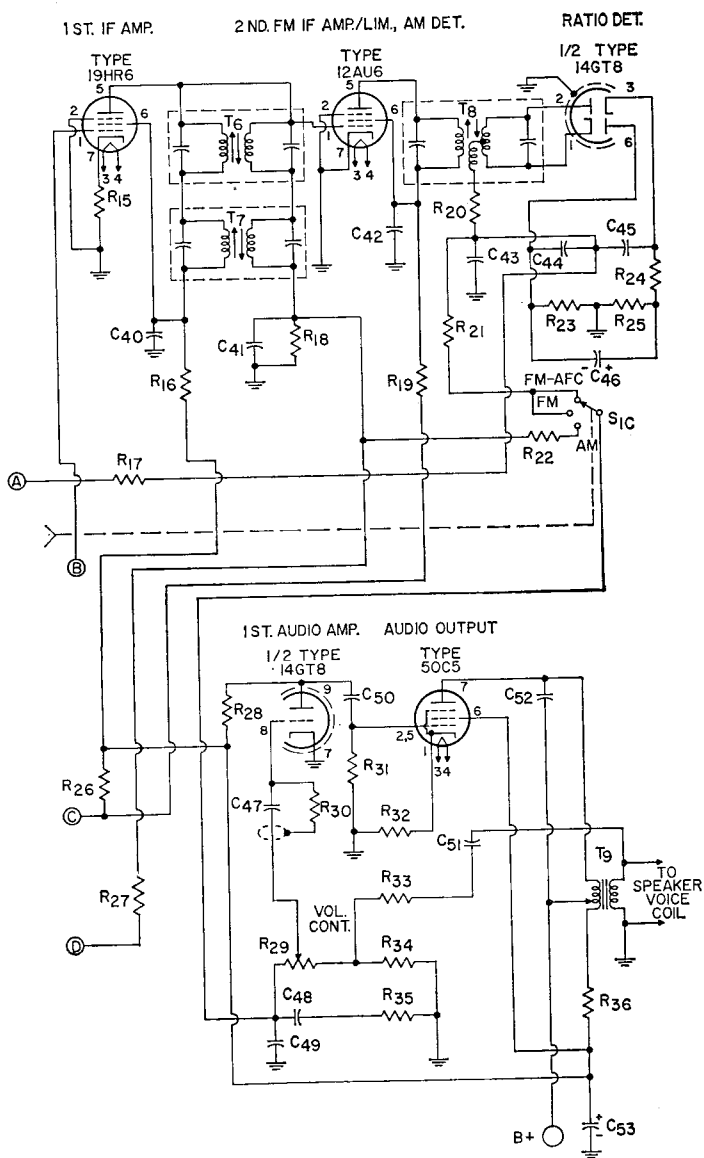 1 ST. IF AMP.
2 ND. FM IF AMP./LIM., AM DET.
RATIO DET.
TYPE
19HR6
TYPE
12AU6
1/2 TYPE
14GT8
5
2
1
6
7
3 4
R15
T6
T7
5
2
1
6
7
3 4
T8
2
3
1
6
R20
C42
C43
C44
C45
R24
R21
R23
R25
C40
C41
R18
R16
R19
- C46 +
FM-AFC
FM
S1C
R22
AM
A
R17
B
1 ST. AUDIO AMP.
AUDIO OUTPUT
1/2 TYPE
14GT8
TYPE
50C5
9
8
7
C50
7
2,5
6
1
34
C52
R28
R31
R26
C47
R30
R32
C
C51
T9
TO
SPEAKER
VOICE
COIL
R27
R33
VOL.
CONT.
D
R29
R34
C48
R35
R36
C49
B+
+
-
C53